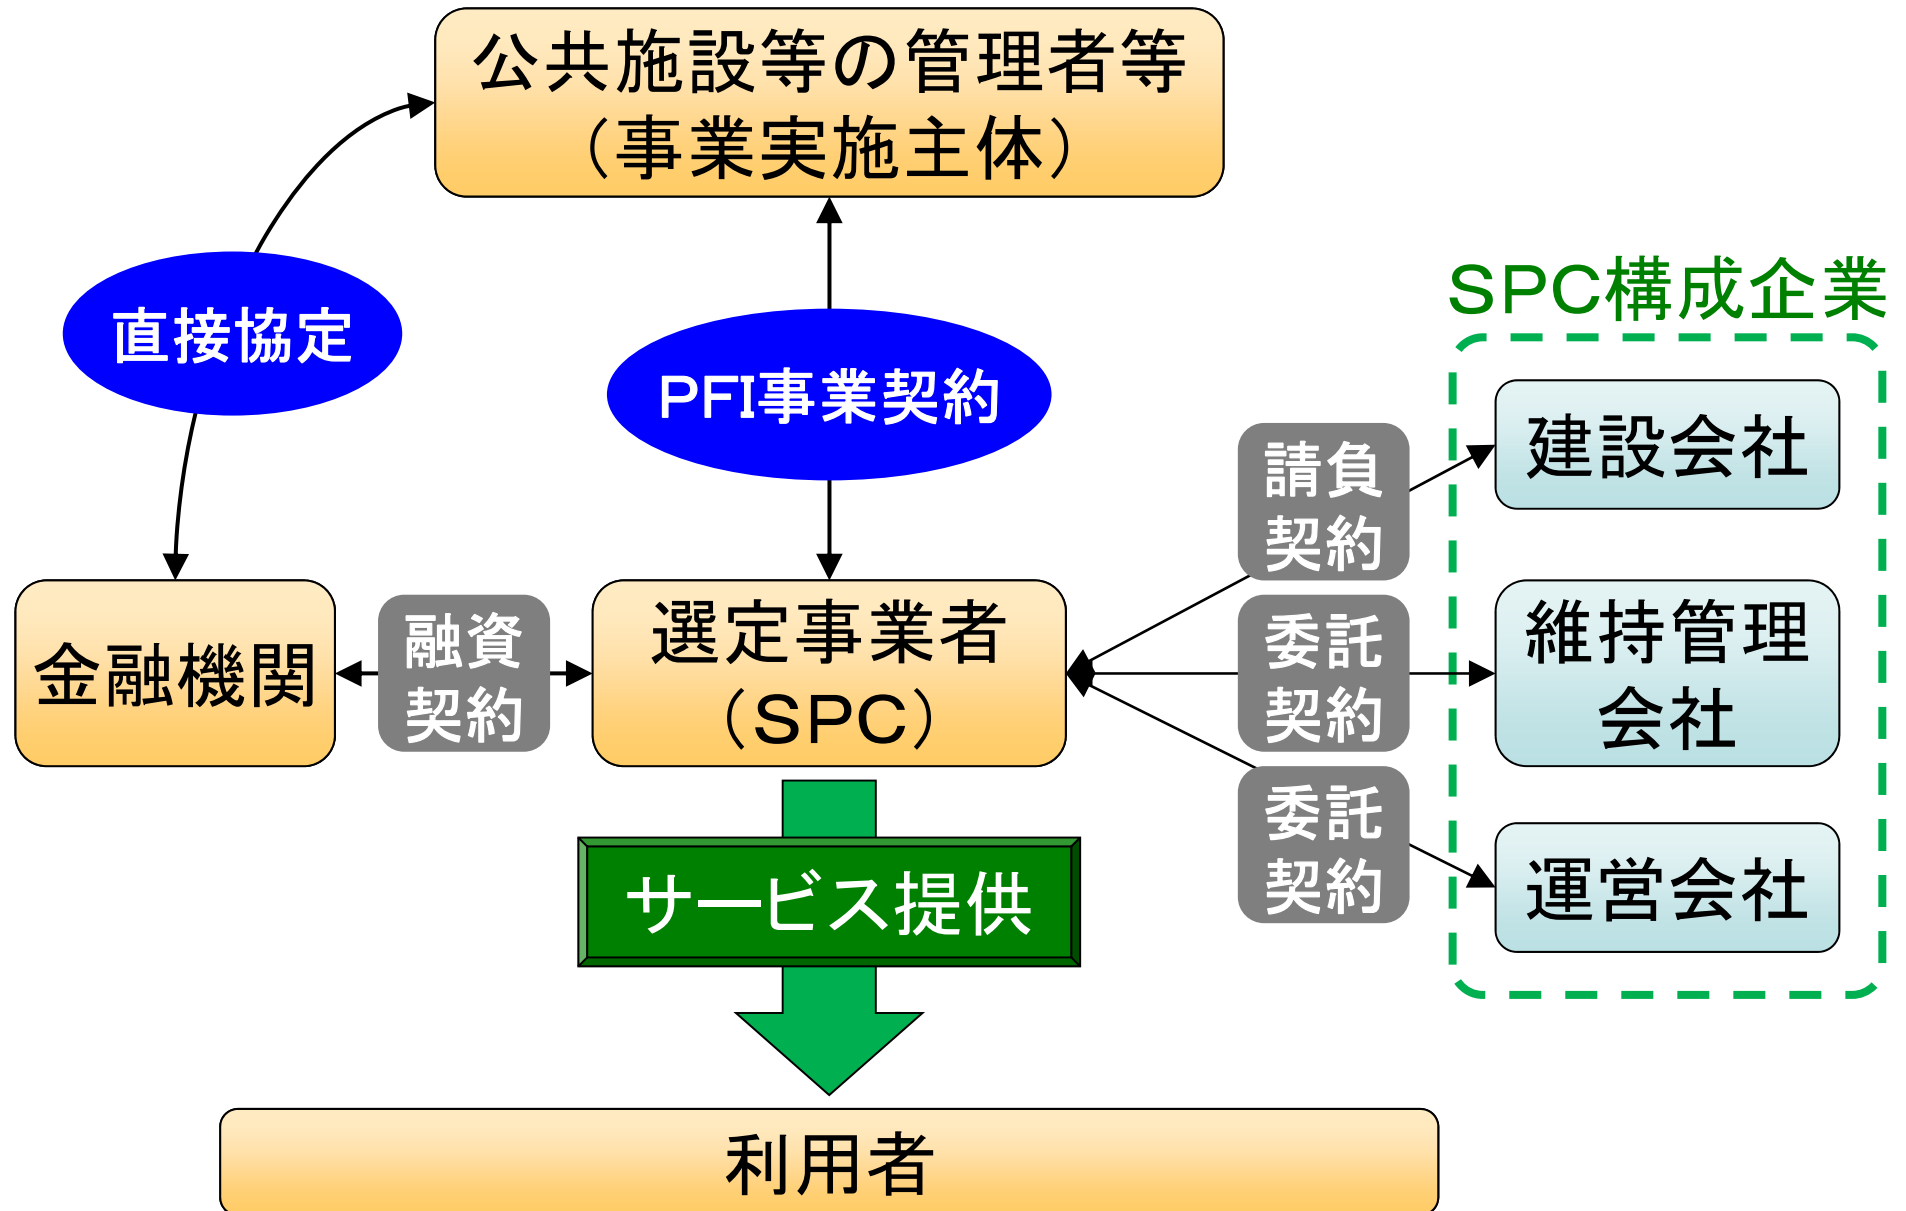 公共施設等の管理者等
（事業実施主体）
直接協定
PFI事業契約
SPC構成企業
請負
契約
建設会社
金融機関
融資
契約
選定事業者
（SPC）
委託
契約
維持管理
会社
委託
契約
運営会社
サービス提供
利用者